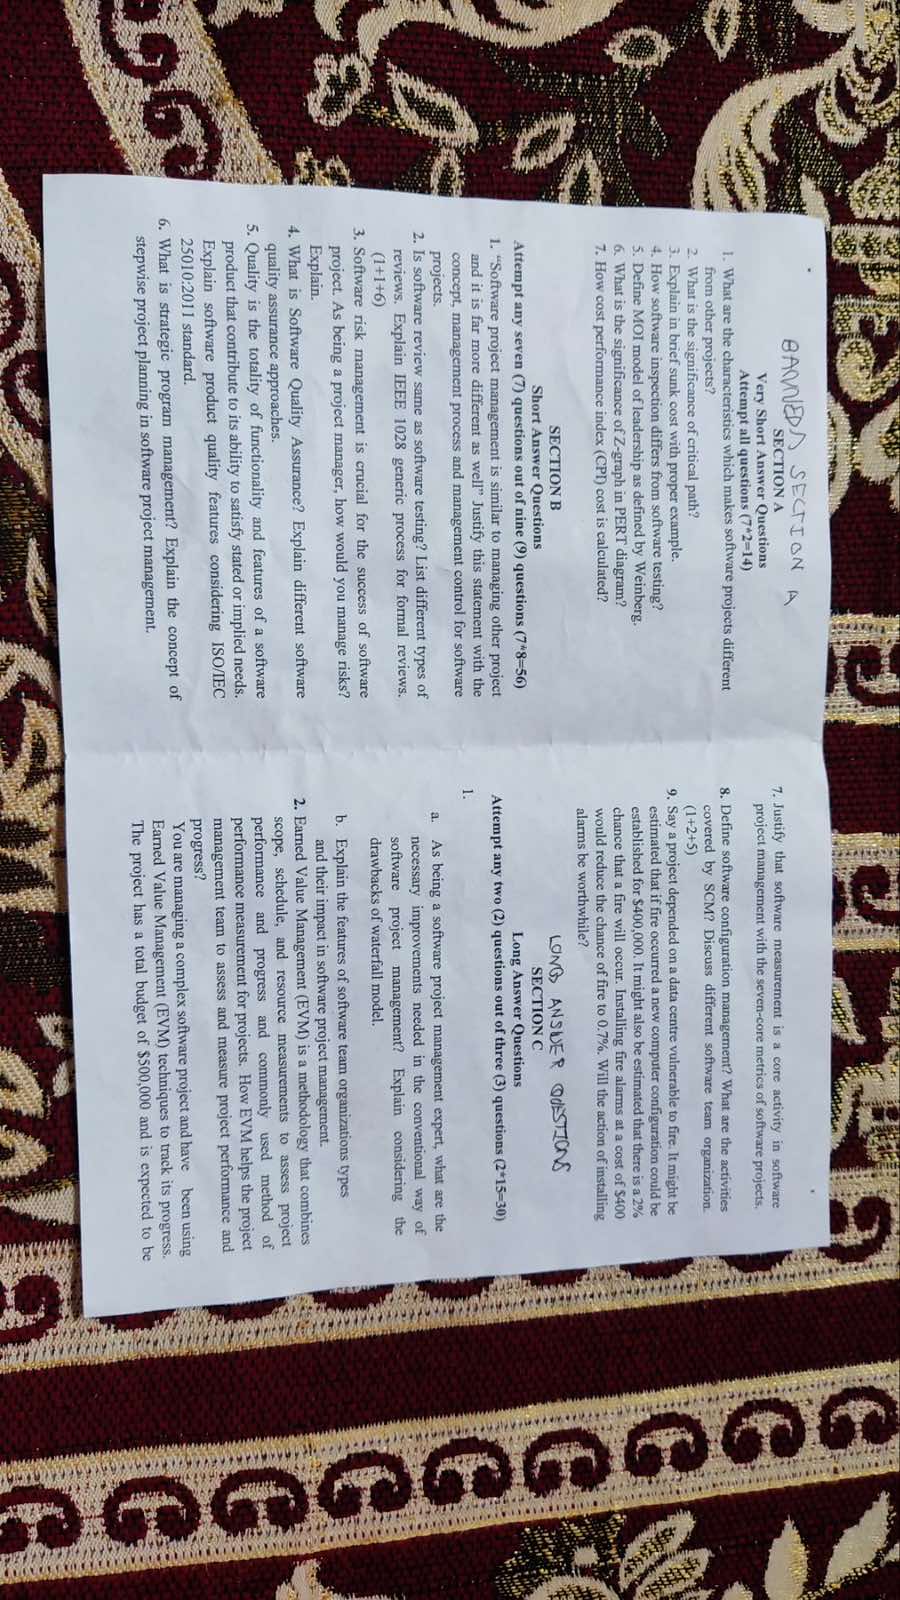 SECTION A
SECTION A
Very Short Answer Questions
Attempt all questions (7*2=14)
1. What are the characteristics which makes software projects different
from other projects?
2. What is the significance of critical path?
3. Explain in brief sunk cost with proper example.
4. How software inspection differs from software testing?
5. Define MOI model of leadership as defined by Weinberg.
6. What is the significance of Z-graph in PERT diagram?
7. How cost performance index (CPI) cost is calculated?
SECTION B
Short Answer Questions
Attempt any seven (7) questions out of nine (9) questions (7*8=56)
1. “Software project management is similar to managing other project
and it is far more different as well” Justify this statement with the
concept, management process and management control for software
projects.
2. Is software review same as software testing? List different types of
reviews. Explain IEEE 1028 generic process for formal reviews.
(1+1+6)
3. Software risk management is crucial for the success of software
project. As being a project manager, how would you manage risks?
Explain.
4. What is Software Quality Assurance? Explain different software
quality assurance approaches.
5. Quality is the totality of functionality and features of a software
product that contribute to its ability to satisfy stated or implied needs.
Explain software product quality features considering ISO/IEC
25010:2011 standard.
6. What is strategic program management? Explain the concept of
stepwise project planning in software project management.
7. Justify that software measurement is a core activity in software
project management with the seven-core metrics of software projects.
8. Define software configuration management? What are the activities
covered by SCM? Discuss different software team organization.
(1+2+5)
9. Say a project depended on a data centre vulnerable to fire. It might be
estimated that if fire occurred a new computer configuration could be
established for $400,000. It might also be estimated that there is a 2%
chance that a fire will occur. Installing fire alarms at a cost of $400
would reduce the chance of fire to 0.7%. Will the action of installing
alarms be worthwhile?
LONG ANSWER QUESTIONS
SECTION C
Long Answer Questions
Attempt any two (2) questions out of three (3) questions (2*15=30)
1.
a. As being a software project management expert, what are the
necessary improvements needed in the conventional way of
software project management? Explain considering the
drawbacks of waterfall model.
b. Explain the features of software team organizations types
and their impact in software project management.
2. Earned Value Management (EVM) is a methodology that combines
scope, schedule, and resource measurements to assess project
performance and progress and commonly used method of
performance measurement for projects. How EVM helps the project
management team to assess and measure project performance and
progress?
You are managing a complex software project and have been using
Earned Value Management (EVM) techniques to track its progress.
The project has a total budget of $500,000 and is expected to be